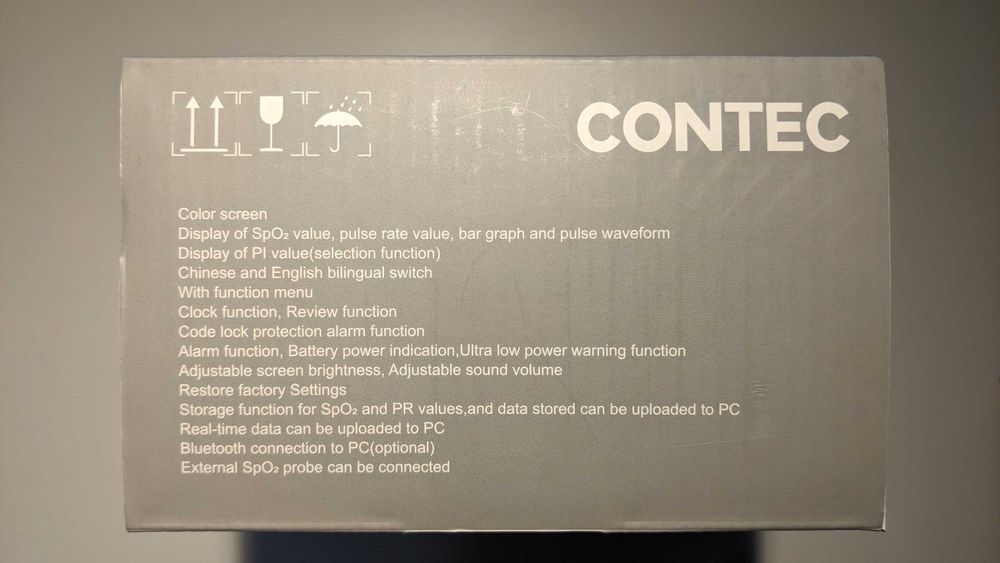 CONTEC
Color screen
Display of SpO₂ value, pulse rate value, bar graph and pulse waveform
Display of PI value(selection function)
Chinese and English bilingual switch
With function menu
Clock function, Review function
Code lock protection alarm function
Alarm function, Battery power indication,Ultra low power warning function
Adjustable screen brightness, Adjustable sound volume
Restore factory Settings
Storage function for SpO₂ and PR values,and data stored can be uploaded to PC
Real-time data can be uploaded to PC
Bluetooth connection to PC(optional)
External SpO₂ probe can be connected